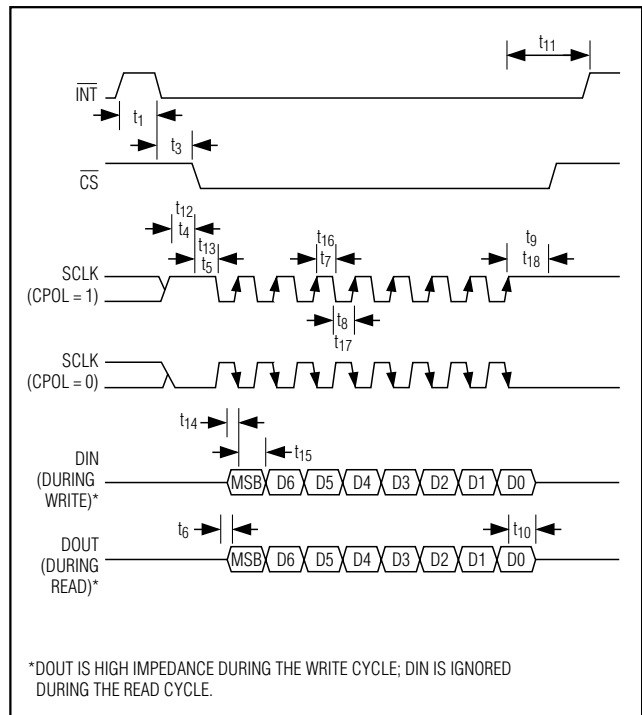 t11
INT
t1
t3
CS
t12
t4
t13
t5
t16
t7
t9
t18
SCLK
(CPOL = 1)
t8
t17
SCLK
(CPOL = 0)
t14
t15
DIN
(DURING
WRITE)*
MSB D6 D5 D4 D3 D2 D1 D0
t6
t10
DOUT
(DURING
READ)*
MSB D6 D5 D4 D3 D2 D1 D0
*DOUT IS HIGH IMPEDANCE DURING THE WRITE CYCLE; DIN IS IGNORED
DURING THE READ CYCLE.